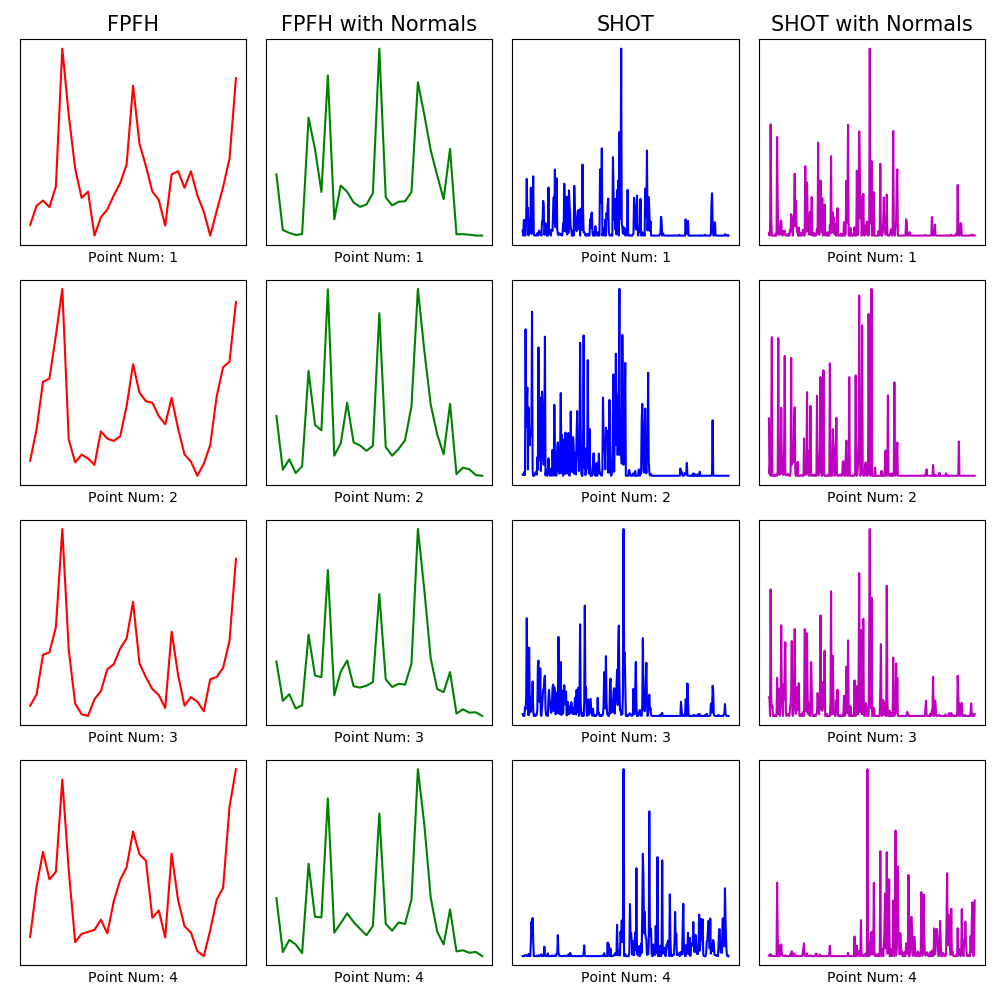 FPFH FPFH with Normals SHOT SHOT with Normals
Point Num: 1 Point Num: 1 Point Num: 1 Point Num: 1
Point Num: 2 Point Num: 2 Point Num: 2 Point Num: 2
Point Num: 3 Point Num: 3 Point Num: 3 Point Num: 3
Point Num: 4 Point Num: 4 Point Num: 4 Point Num: 4